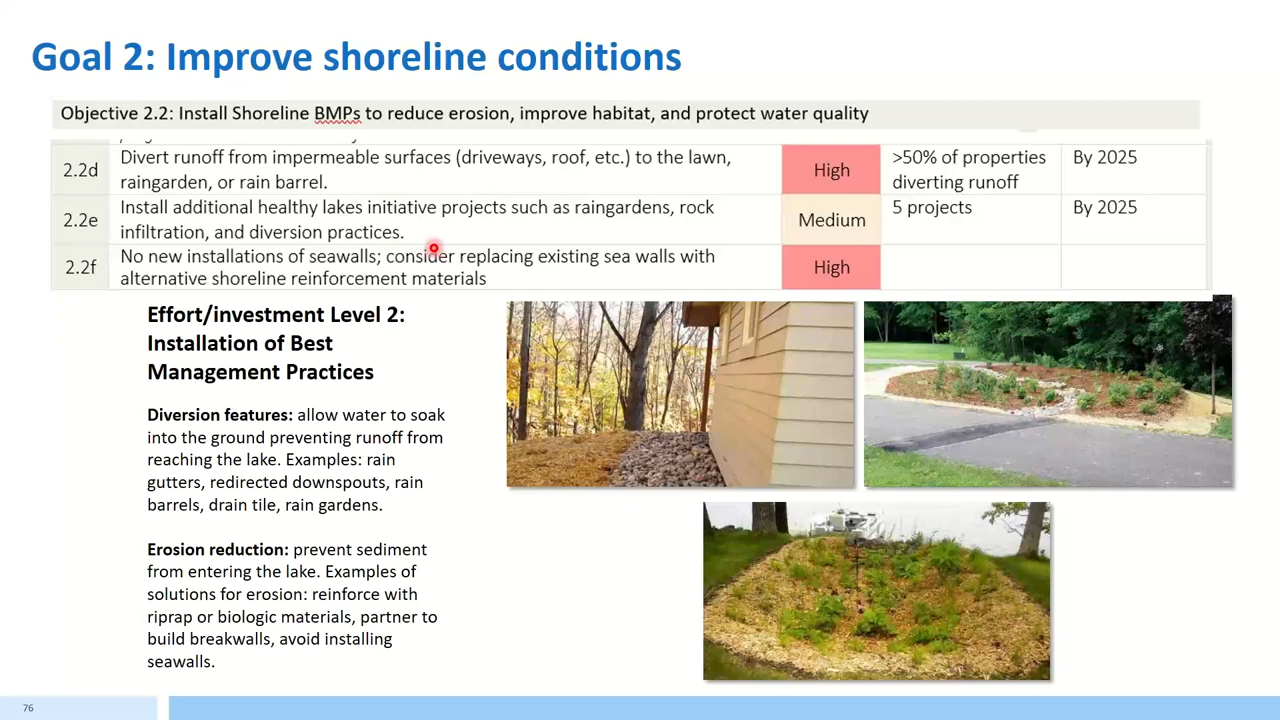 Goal 2: Improve shoreline conditions
Objective 2.2: Install Shoreline BMPs to reduce erosion, improve habitat, and protect water quality
2.2d
Divert runoff from impermeable surfaces (driveways, roof, etc.) to the lawn,
raingarden, or rain barrel.
High
>50% of properties
diverting runoff
By 2025
2.2e
Install additional healthy lakes initiative projects such as raingardens, rock
infiltration, and diversion practices.
Medium
5 projects
By 2025
2.2f
No new installations of seawalls; consider replacing existing sea walls with
alternative shoreline reinforcement materials
High
Effort/investment Level 2:
Installation of Best
Management Practices
Diversion features: allow water to soak
into the ground preventing runoff from
reaching the lake. Examples: rain
gutters, redirected downspouts, rain
barrels, drain tile, rain gardens.
Erosion reduction: prevent sediment
from entering the lake. Examples of
solutions for erosion: reinforce with
riprap or biologic materials, partner to
build breakwalls, avoid installing
seawalls.
76